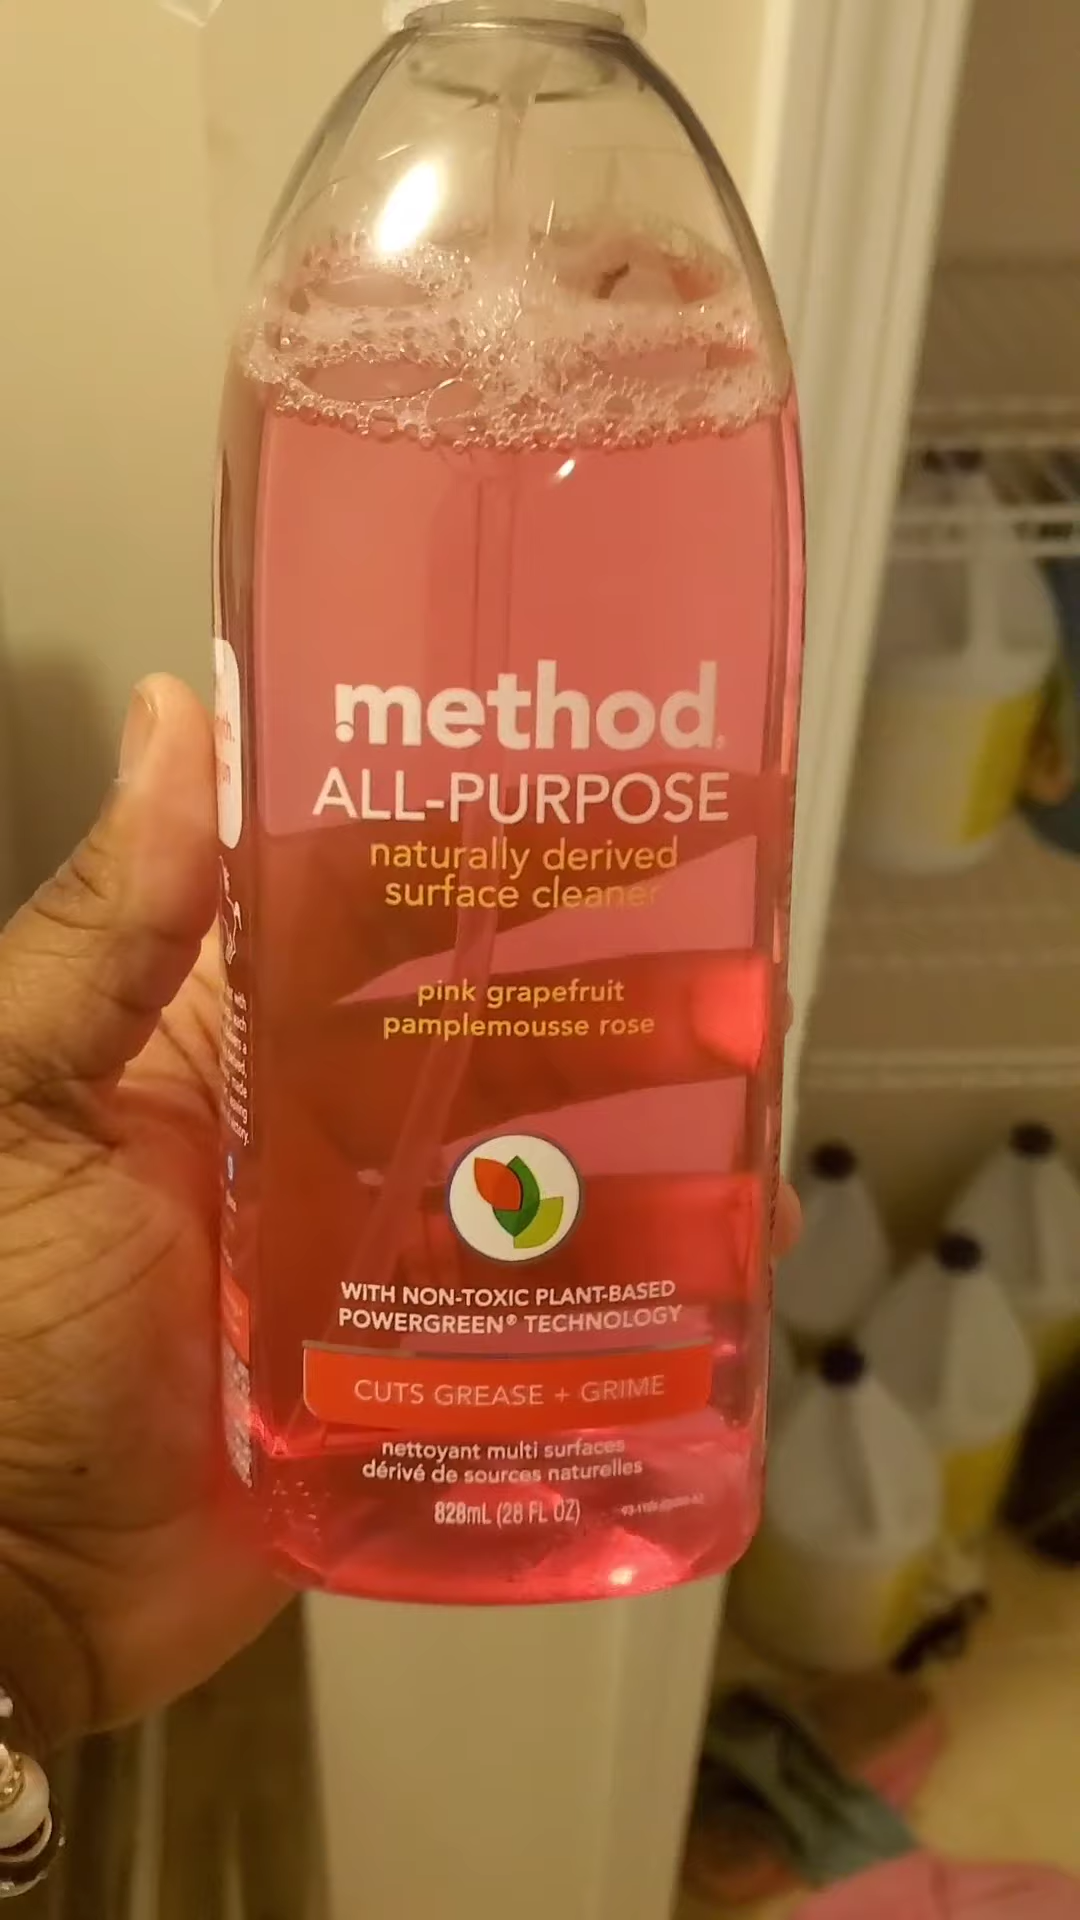 method
ALL-PURPOSE
naturally derived
surface cleaner
pink grapefruit
pamplemousse rose
WITH NON-TOXIC PLANT-BASED
POWERGREEN® TECHNOLOGY
CUTS GREASE + GRIME
nettoyant multi surfaces
dérivé de sources naturelles
828mL (28 FL OZ)